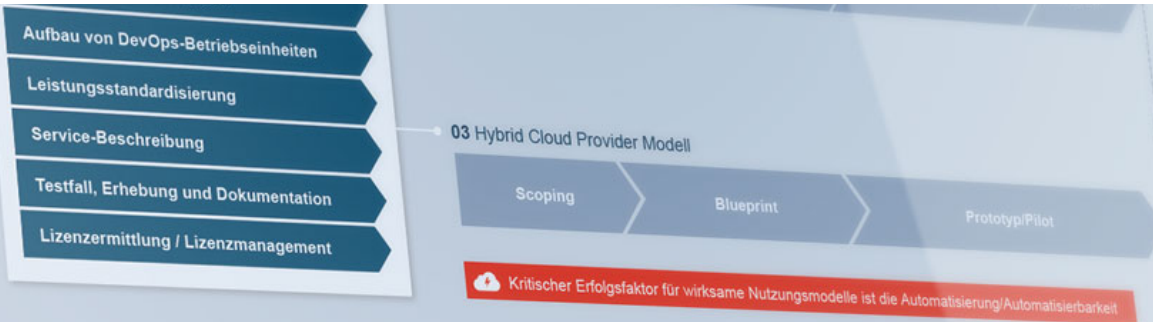 Aufbau von DevOps-Betriebseinheiten
Leistungsstandardisierung
Service-Beschreibung
Testfall, Erhebung und Dokumentation
Lizenzermittlung / Lizenzmanagement
03 Hybrid Cloud Provider Modell
Scoping
Blueprint
Prototyp/Pilot
Kritischer Erfolgsfaktor für wirksame Nutzungsmodelle ist die Automatisierung/Automatisierbarkeit